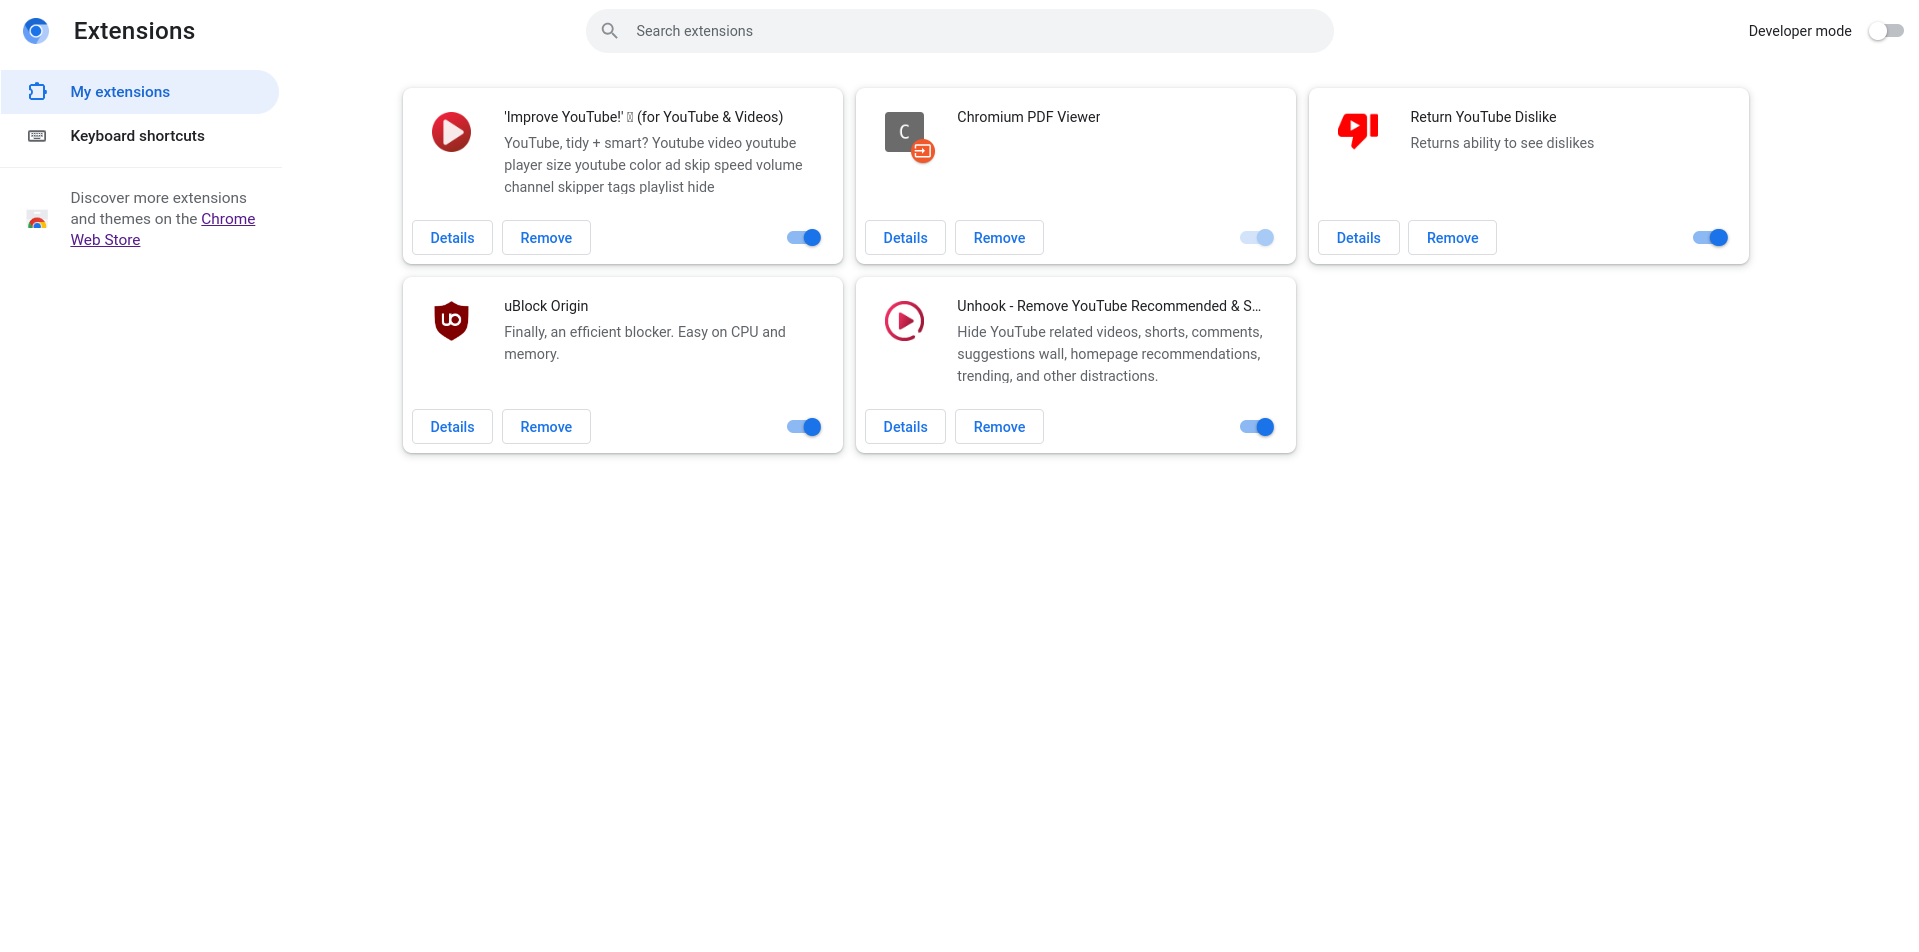 Extensions
Search extensions
Developer mode
My extensions
Keyboard shortcuts
Discover more extensions
and themes on the Chrome
Web Store
'Improve YouTube!' ▯ (for YouTube & Videos)
YouTube, tidy + smart? Youtube video youtube
player size youtube color ad skip speed volume
channel skipper tags playlist hide
Details
Remove
C
Chromium PDF Viewer
Details
Remove
Return YouTube Dislike
Returns ability to see dislikes
Details
Remove
uBlock Origin
Finally, an efficient blocker. Easy on CPU and
memory.
Details
Remove
Unhook - Remove YouTube Recommended & S…
Hide YouTube related videos, shorts, comments,
suggestions wall, homepage recommendations,
trending, and other distractions.
Details
Remove